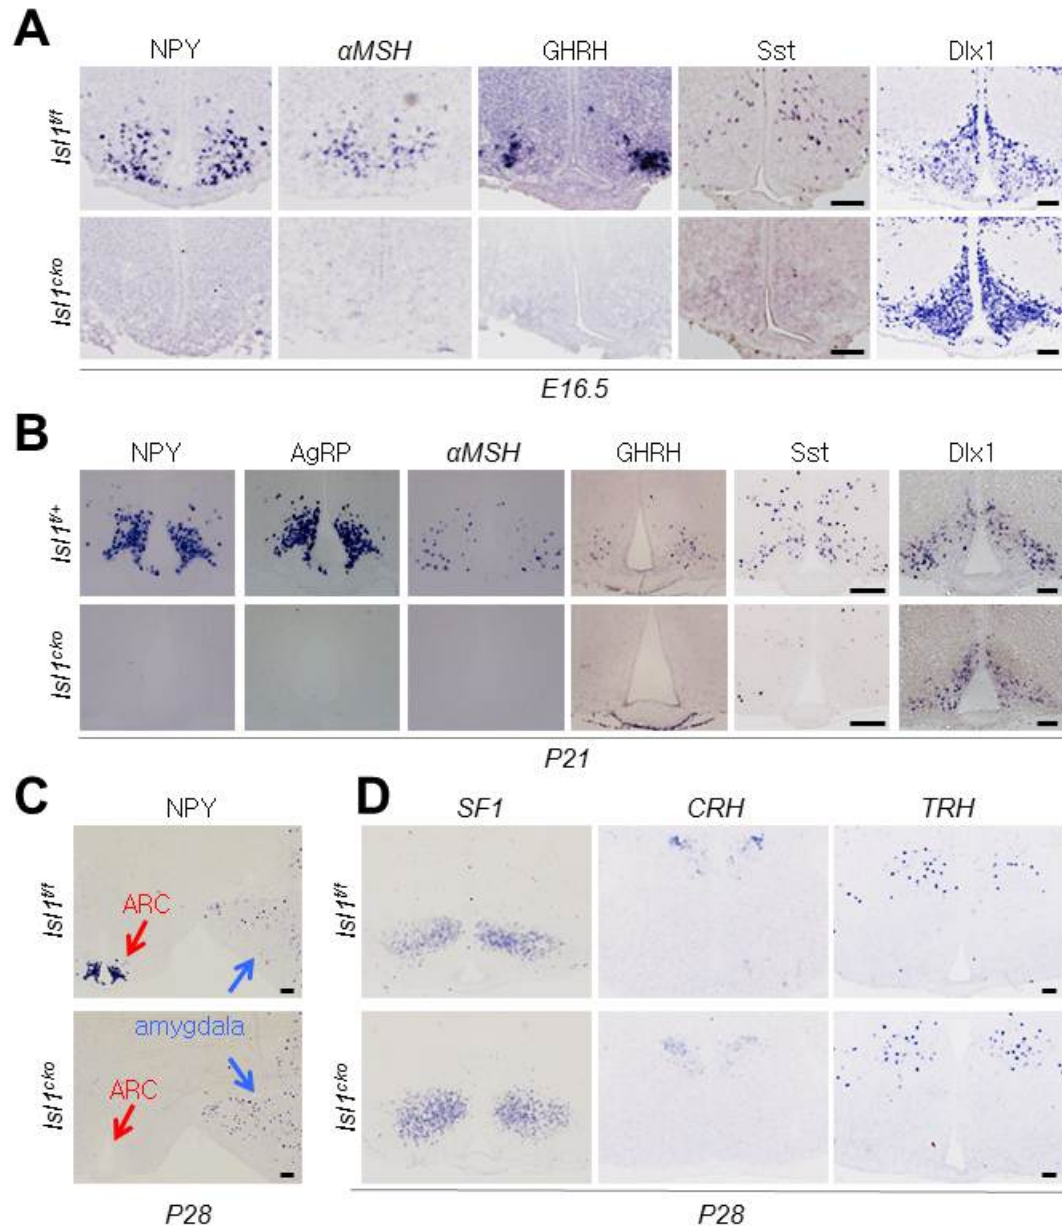 A
NPY αMSH GHRH Sst Dlx1
Isl1f/f
Isl1cko
E16.5
B
NPY AgRP αMSH GHRH Sst Dlx1
Isl1f/+
Isl1cko
P21
C
NPY
Isl1f/f
ARC
Isl1cko
amygdala
ARC
P28
D
SF1 CRH TRH
Isl1f/f
Isl1cko
P28